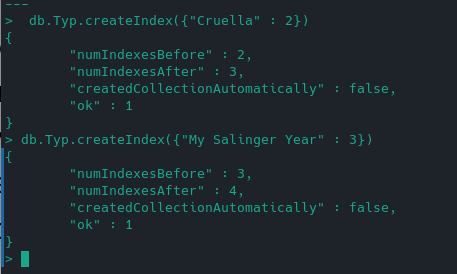 ---
>  db.Typ.createIndex({"Cruella" : 2})
{
        "numIndexesBefore" : 2,
        "numIndexesAfter" : 3,
        "createdCollectionAutomatically" : false,
        "ok" : 1
}
> db.Typ.createIndex({"My Salinger Year" : 3})
{
        "numIndexesBefore" : 3,
        "numIndexesAfter" : 4,
        "createdCollectionAutomatically" : false,
        "ok" : 1
}
>